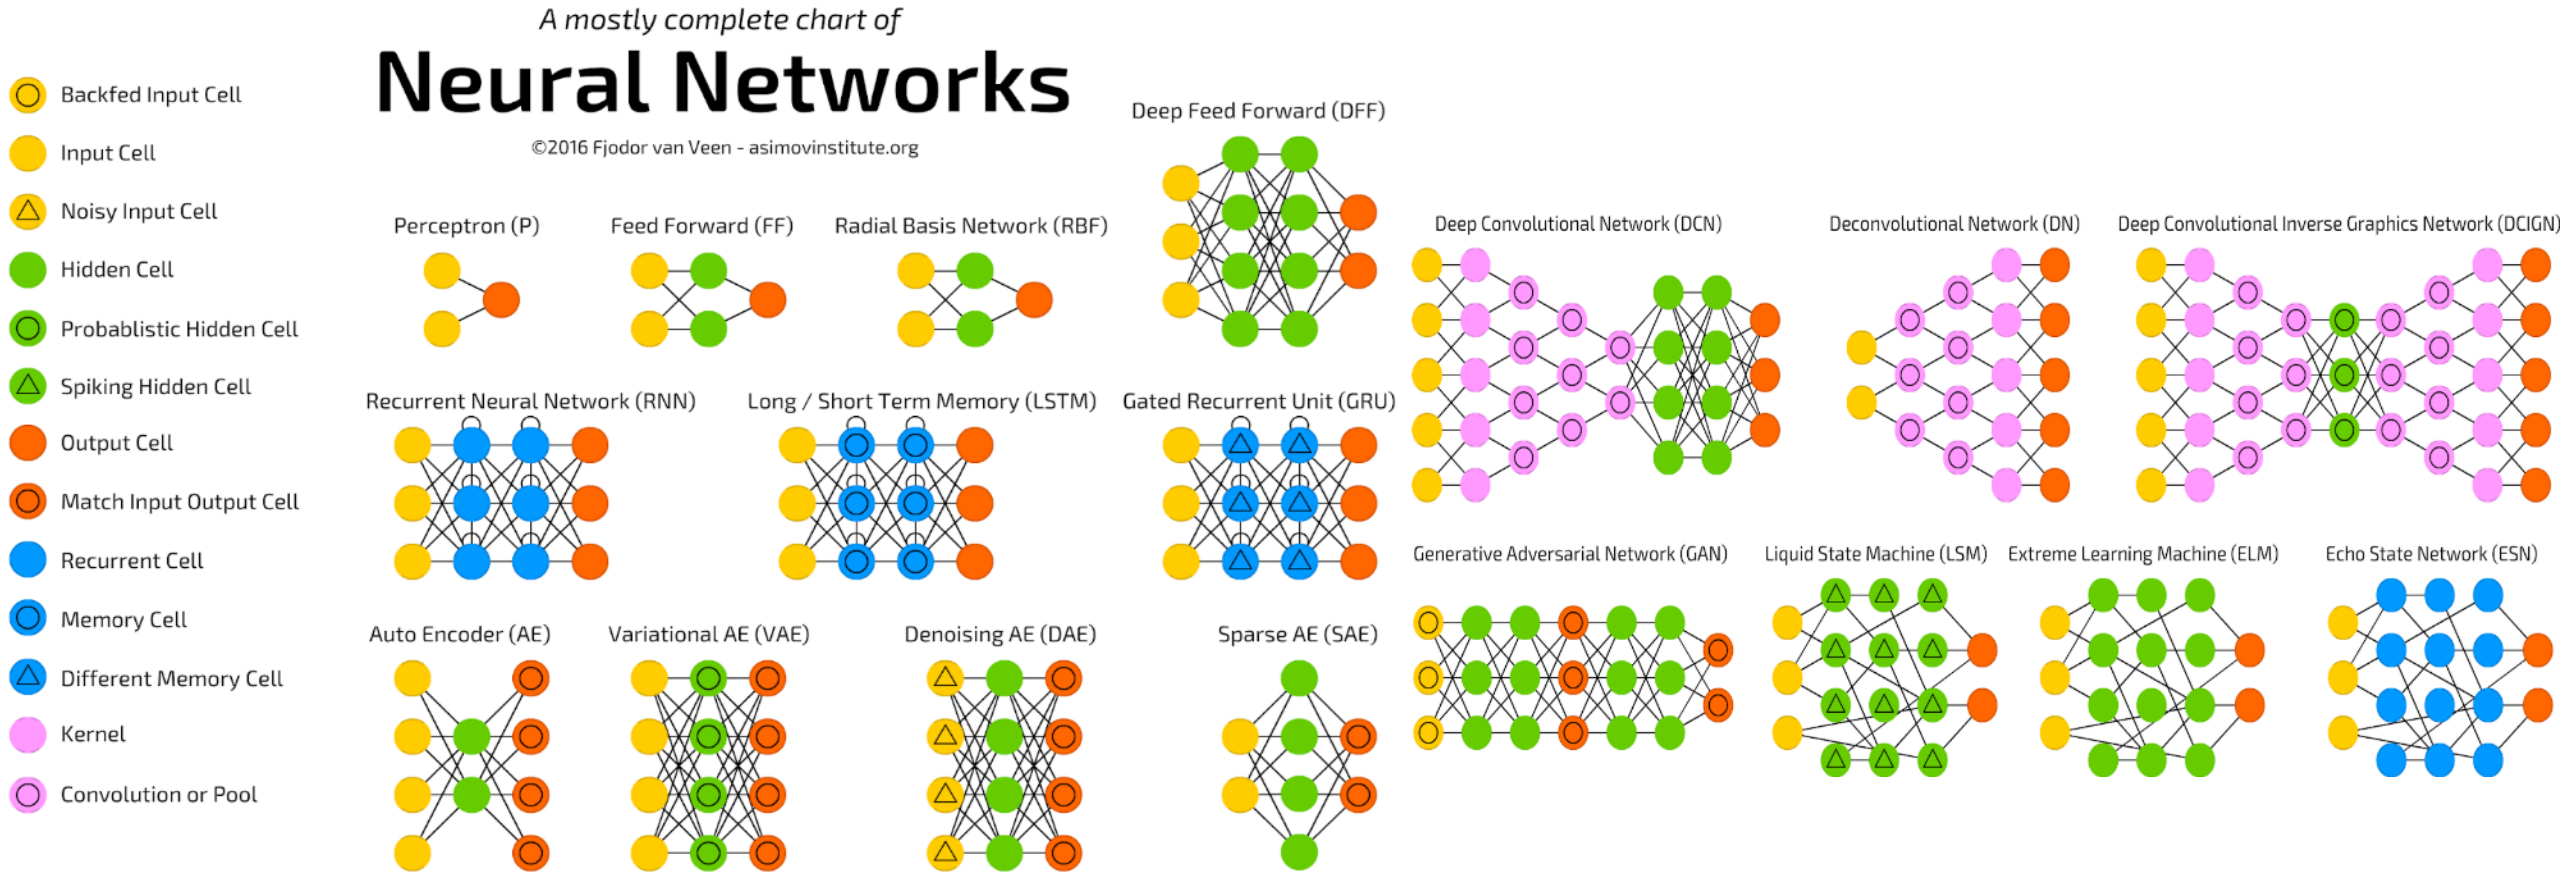 A mostly complete chart of
Neural Networks
©2016 Fjodor van Veen - asimovinstitute.org
Backfed Input Cell
Input Cell
Noisy Input Cell
Hidden Cell
Probablistic Hidden Cell
Spiking Hidden Cell
Output Cell
Match Input Output Cell
Recurrent Cell
Memory Cell
Different Memory Cell
Kernel
Convolution or Pool
Deep Feed Forward (DFF)
Perceptron (P)
Feed Forward (FF)
Radial Basis Network (RBF)
Recurrent Neural Network (RNN)
Long / Short Term Memory (LSTM)
Gated Recurrent Unit (GRU)
Auto Encoder (AE)
Variational AE (VAE)
Denoising AE (DAE)
Sparse AE (SAE)
Deep Convolutional Network (DCN)
Deconvolutional Network (DN)
Deep Convolutional Inverse Graphics Network (DCIGN)
Generative Adversarial Network (GAN)
Liquid State Machine (LSM)
Extreme Learning Machine (ELM)
Echo State Network (ESN)